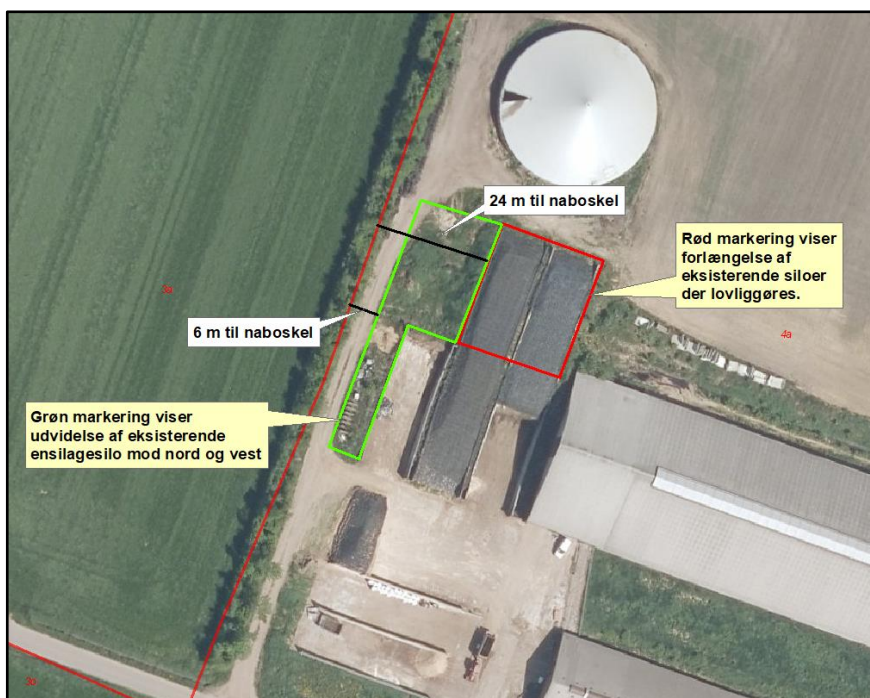 24 m til naboskel
Rød markering viser
forlængelse af
eksisterende siloer
der lovliggøres.
6 m til naboskel
4a
Grøn markering viser
udvidelse af eksisterende
ensilagesilo mod nord og vest